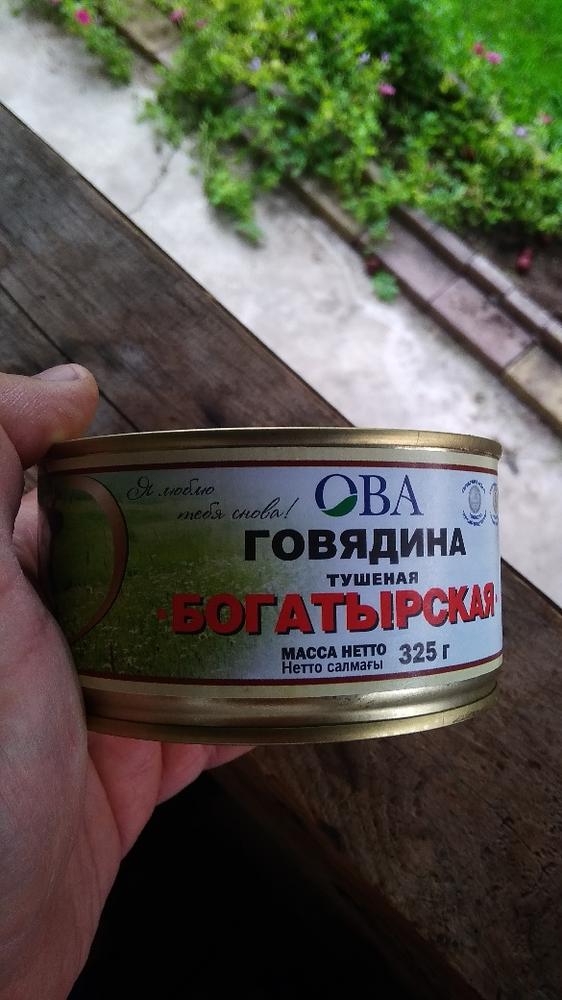 Я люблю
тебя снова!
ОВА
ГОВЯДИНА
ТУШЕНАЯ
•БОГАТЫРСКАЯ•
МАССА НЕТТО
Нетто салмағы 325 г